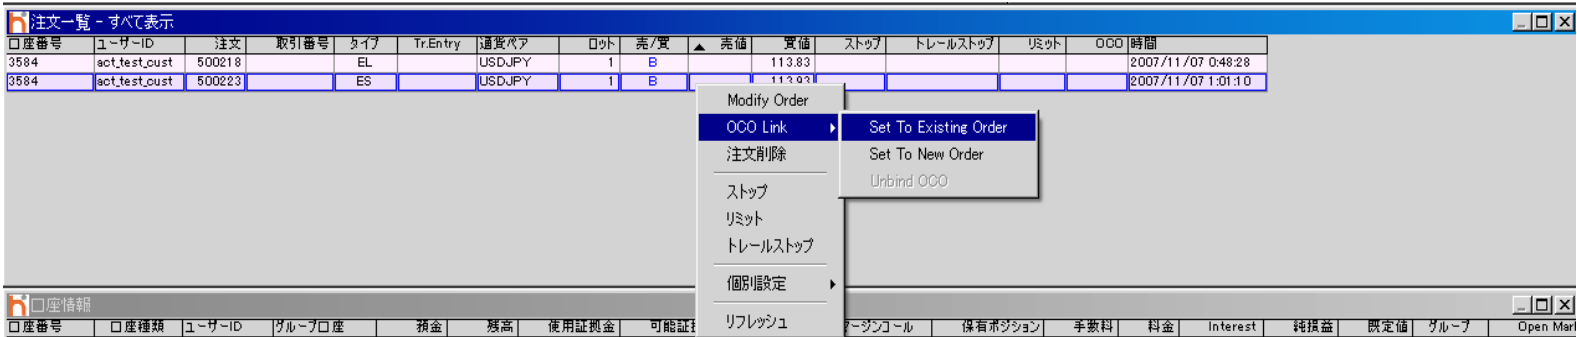 注文一覧 - すべて表示
口座番号 ユーザーID 注文 取引番号 タイプ Tr.Entry 通貨ペア ロット 売/買 ▲ 売値 買値 ストップ トレールストップ リミット OCO 時間
3584 act_test_cust 500218 EL USDJPY 1 B 113.83 2007/11/07 0:48:28
3584 act_test_cust 500223 ES USDJPY 1 B 113.93 2007/11/07 1:01:10
Modify Order
OCO Link
Set To Existing Order
注文削除
Set To New Order
Unbind OCO
ストップ
リミット
トレールストップ
個別設定
リフレッシュ
口座情報
口座番号 口座種類 ユーザーID グループ口座 預金 残高 使用証拠金 可能証 マージンコール 保有ポジション 手数料 料金 Interest 純損益 既定値 グループ Open Mar